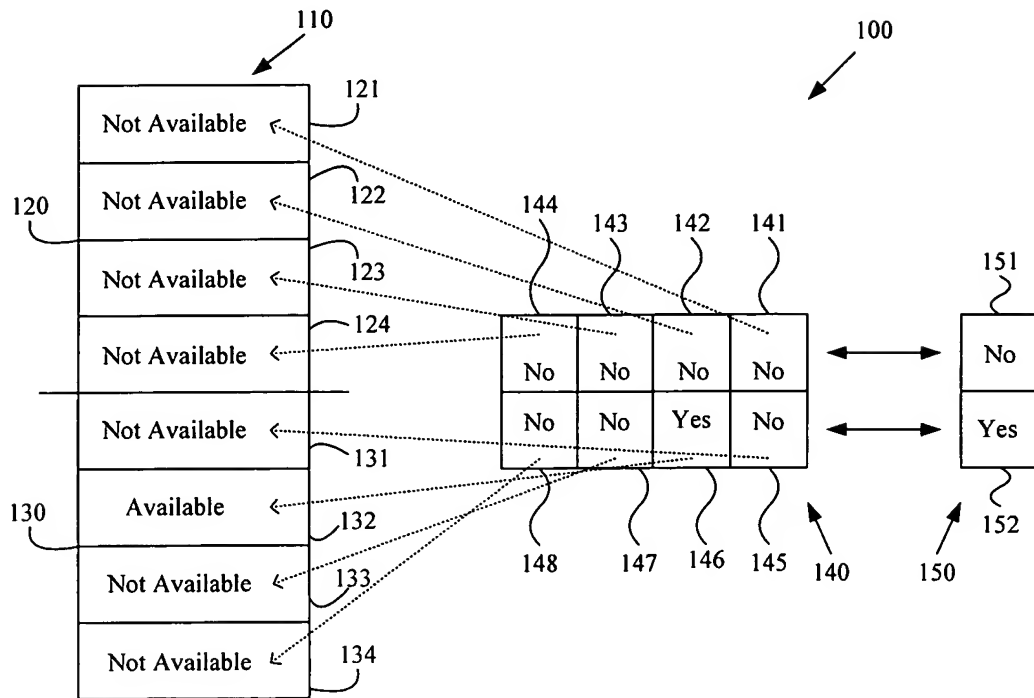 110
100
Not Available
121
Not Available
122
120
144
143
142
141
Not Available
123
151
124
Not Available
No
No
No
No
No
Not Available
No
No
Yes
No
Yes
131
Available
130
132
148
147
146
145
140
150
152
Not Available
133
Not Available
134